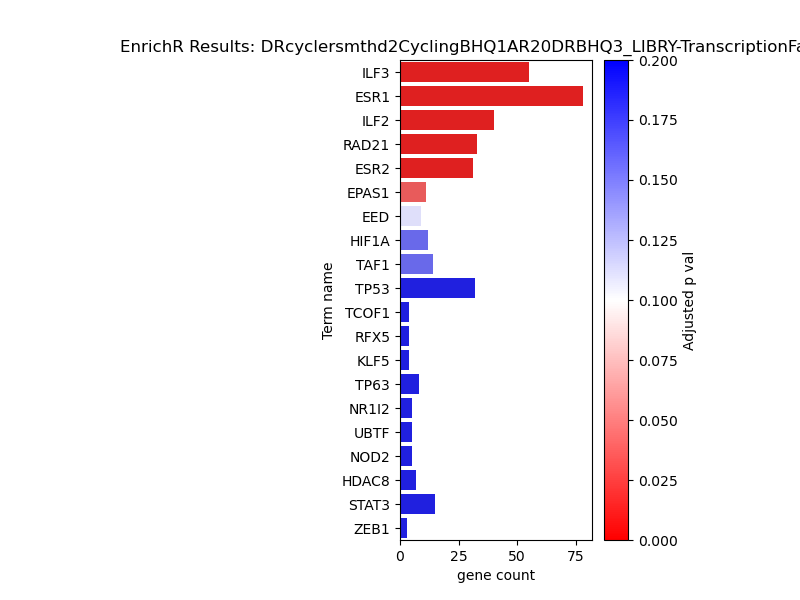 EnrichR Results: DRcyclersmthd2CyclingBHQ1AR20DRBHQ3_LIBRY-TranscriptionFa
Term name
ILF3
ESR1
ILF2
RAD21
ESR2
EPAS1
EED
HIF1A
TAF1
TP53
TCOF1
RFX5
KLF5
TP63
NR1I2
UBTF
NOD2
HDAC8
STAT3
ZEB1
0 25 50 75
gene count
0.200
0.175
0.150
0.125
0.100
0.075
0.050
0.025
0.000
Adjusted p val